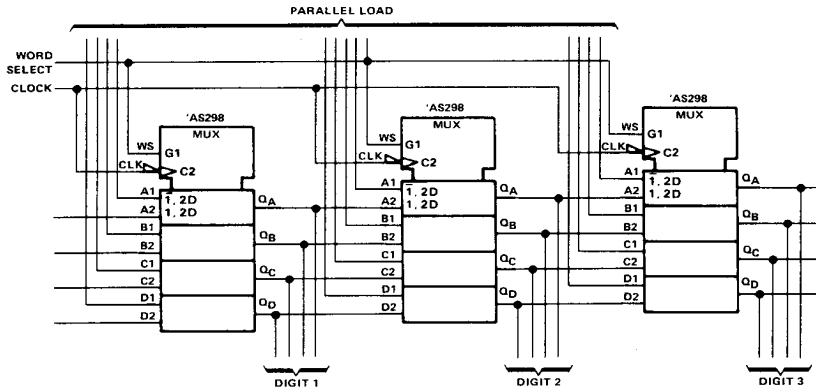 PARALLEL LOAD
WORD
SELECT
CLOCK
'AS298
MUX
WS
G1
CLK
C2
A1
1̅, 2D
A2
1, 2D
B1
B2
C1
C2
D1
D2
QA
QB
QC
QD
'AS298
MUX
WS
G1
CLK
C2
A1
1̅, 2D
A2
1, 2D
B1
B2
C1
C2
D1
D2
QA
QB
QC
QD
'AS298
MUX
WS
G1
CLK
C2
A1
1̅, 2D
A2
1, 2D
B1
B2
C1
C2
D1
D2
QA
QB
QC
QD
DIGIT 1
DIGIT 2
DIGIT 3